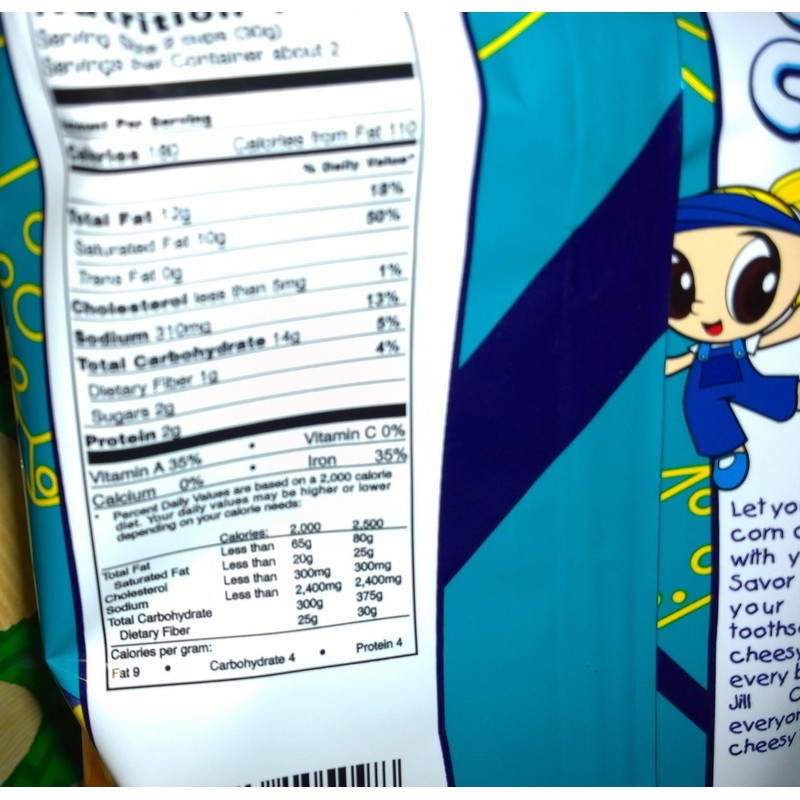 Nutrition
Serving Size 2 cups (30g)
Servings Per Container about 2
Amount Per Serving
Calories 180 Calories from Fat 110
% Daily Value*
Total Fat 12g 18%
Saturated Fat 10g 50%
Trans Fat 0g
Cholesterol less than 5mg 1%
Sodium 310mg 13%
Total Carbohydrate 14g 5%
Dietary Fiber 1g 4%
Sugars 2g
Protein 2g
Vitamin A 35% • Vitamin C 0%
Calcium 0% • Iron 35%
* Percent Daily Values are based on a 2,000 calorie
diet. Your daily values may be higher or lower
depending on your calorie needs:
Calories: 2,000 2,500
Total Fat Less than 65g 80g
Saturated Fat Less than 20g 25g
Cholesterol Less than 300mg 300mg
Sodium Less than 2,400mg 2,400mg
Total Carbohydrate 300g 375g
Dietary Fiber 25g 30g
Calories per gram:
Fat 9 • Carbohydrate 4 • Protein 4
Let yo
corn
with y
Savor
your
tooths
cheesy
every b
Jill C
everyon
cheesy